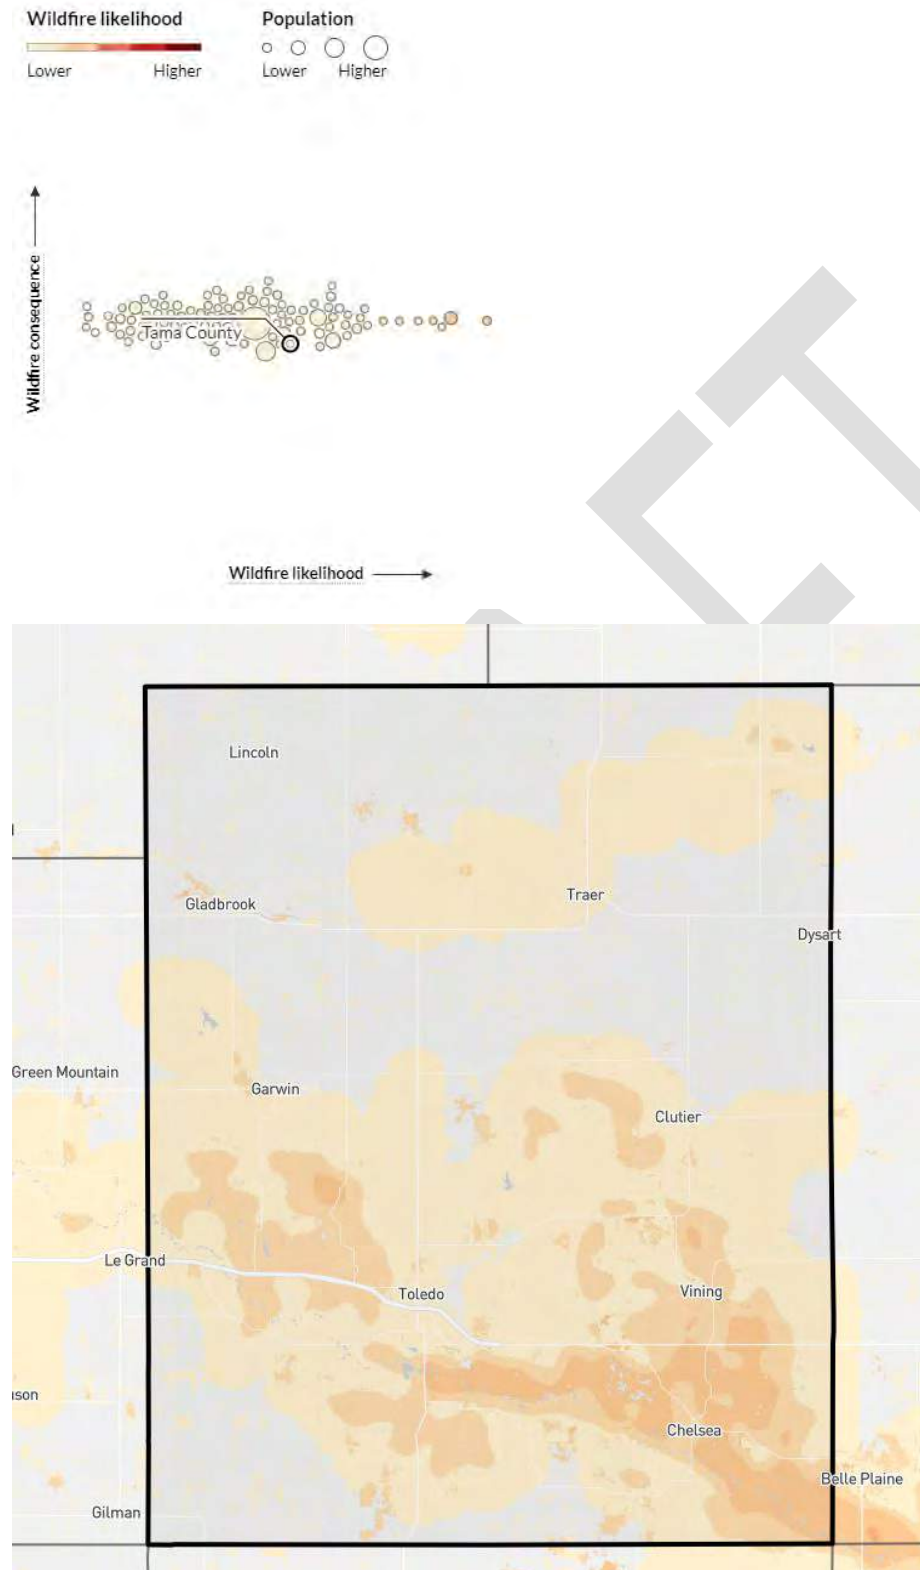 Wildfire likelihood
Population
Lower
Higher
Lower
Higher
Wildfire consequence
Tama County
Wildfire likelihood
Lincoln
Gladbrook
Traer
Dysart
Green Mountain
Garwin
Clutier
Le Grand
Toledo
Vining
ison
Chelsea
Belle Plaine
Gilman